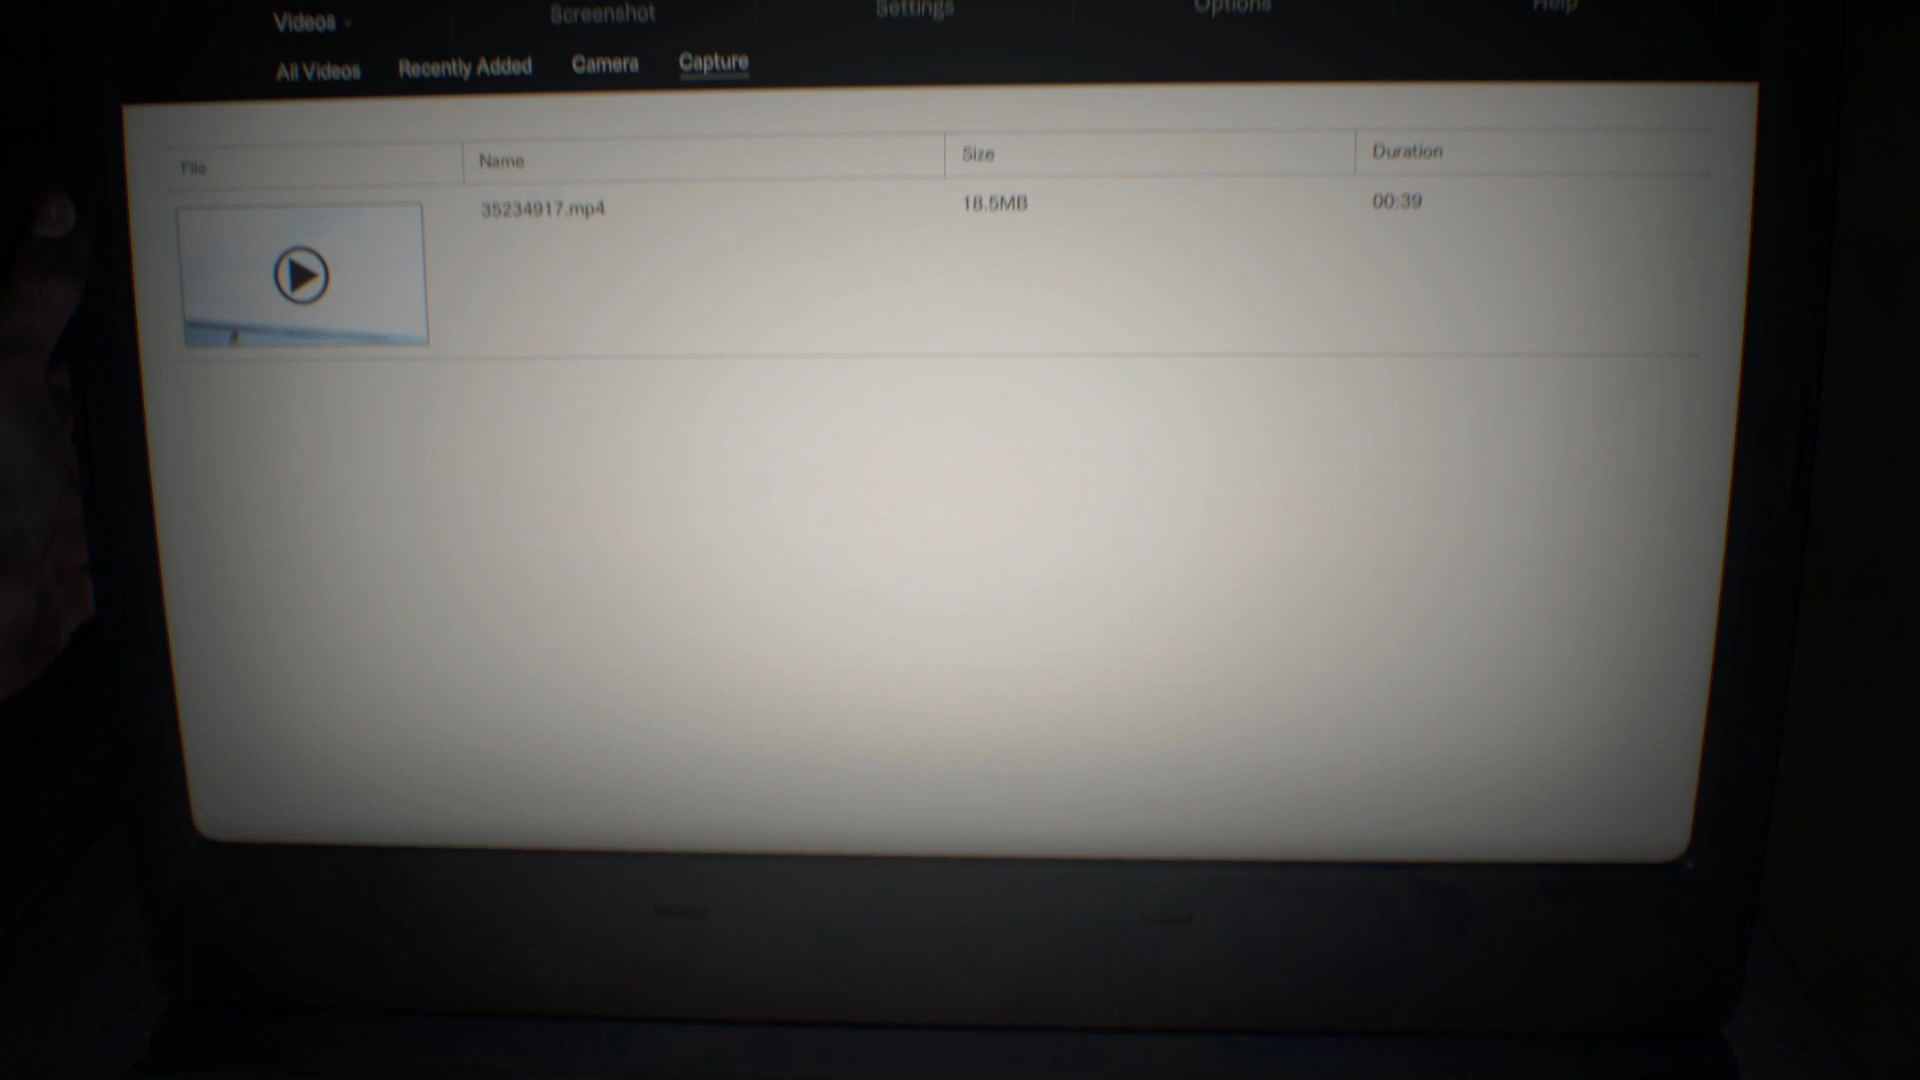 Videos Screenshot Settings Options Help
All Videos Recently Added Camera Capture
File Name Size Duration
35234917.mp4 18.5MB 00:39